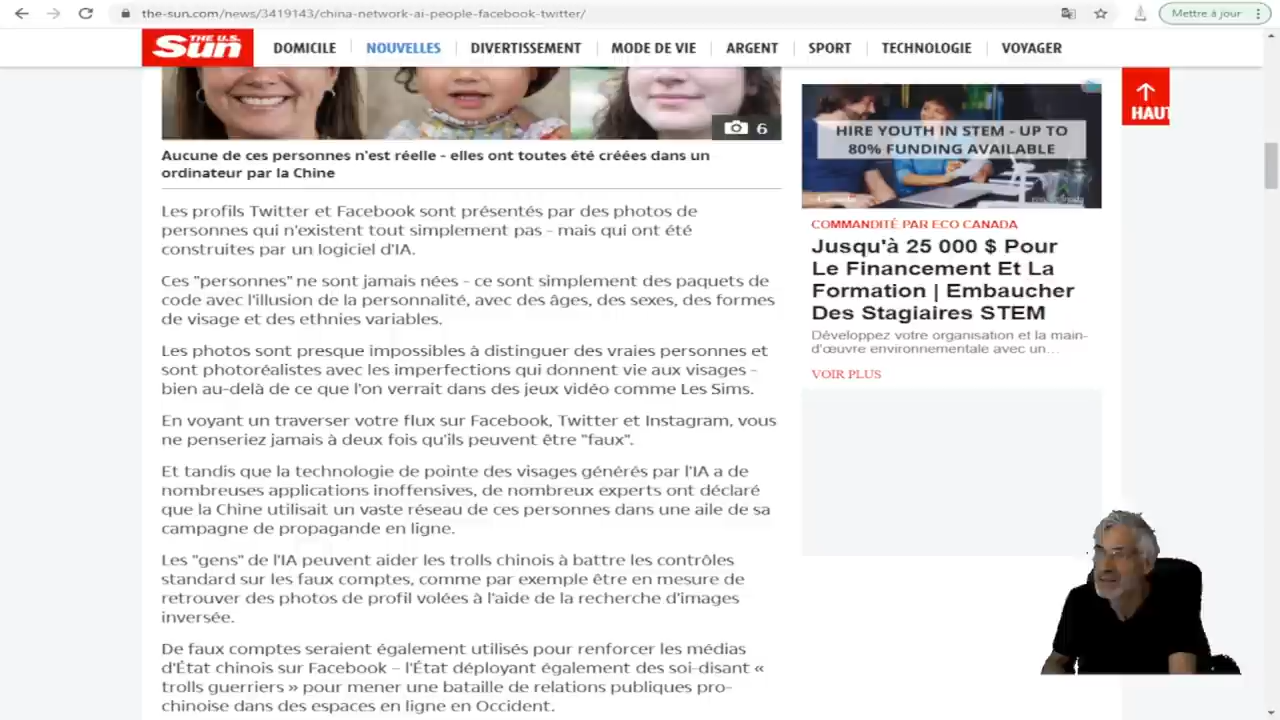 the-sun.com/news/3419143/china-network-ai-people-facebook-twitter/
Mettre à jour
THE U.S. Sun
DOMICILE
NOUVELLES
DIVERTISSEMENT
MODE DE VIE
ARGENT
SPORT
TECHNOLOGIE
VOYAGER
6
Aucune de ces personnes n'est réelle - elles ont toutes été créées dans un
ordinateur par la Chine
Les profils Twitter et Facebook sont présentés par des photos de
personnes qui n'existent tout simplement pas - mais qui ont été
construites par un logiciel d'IA.
Ces "personnes" ne sont jamais nées - ce sont simplement des paquets de
code avec l'illusion de la personnalité, avec des âges, des sexes, des formes
de visage et des ethnies variables.
Les photos sont presque impossibles à distinguer des vraies personnes et
sont photoréalistes avec les imperfections qui donnent vie aux visages -
bien au-delà de ce que l'on verrait dans des jeux vidéo comme Les Sims.
En voyant un traverser votre flux sur Facebook, Twitter et Instagram, vous
ne penseriez jamais à deux fois qu'ils peuvent être "faux".
Et tandis que la technologie de pointe des visages générés par l'IA a de
nombreuses applications inoffensives, de nombreux experts ont déclaré
que la Chine utilisait un vaste réseau de ces personnes dans une aile de sa
campagne de propagande en ligne.
Les "gens" de l'IA peuvent aider les trolls chinois à battre les contrôles
standard sur les faux comptes, comme par exemple être en mesure de
retrouver des photos de profil volées à l'aide de la recherche d'images
inversée.
De faux comptes seraient également utilisés pour renforcer les médias
d'État chinois sur Facebook – l'État déployant également des soi-disant «
trolls guerriers » pour mener une bataille de relations publiques pro-
chinoise dans des espaces en ligne en Occident.
HIRE YOUTH IN STEM - UP TO
80% FUNDING AVAILABLE
COMMANDITÉ PAR ECO CANADA
Jusqu'à 25 000 $ Pour
Le Financement Et La
Formation | Embaucher
Des Stagiaires STEM
Développez votre organisation et la main-
d'œuvre environnementale avec un…
VOIR PLUS
HAUT